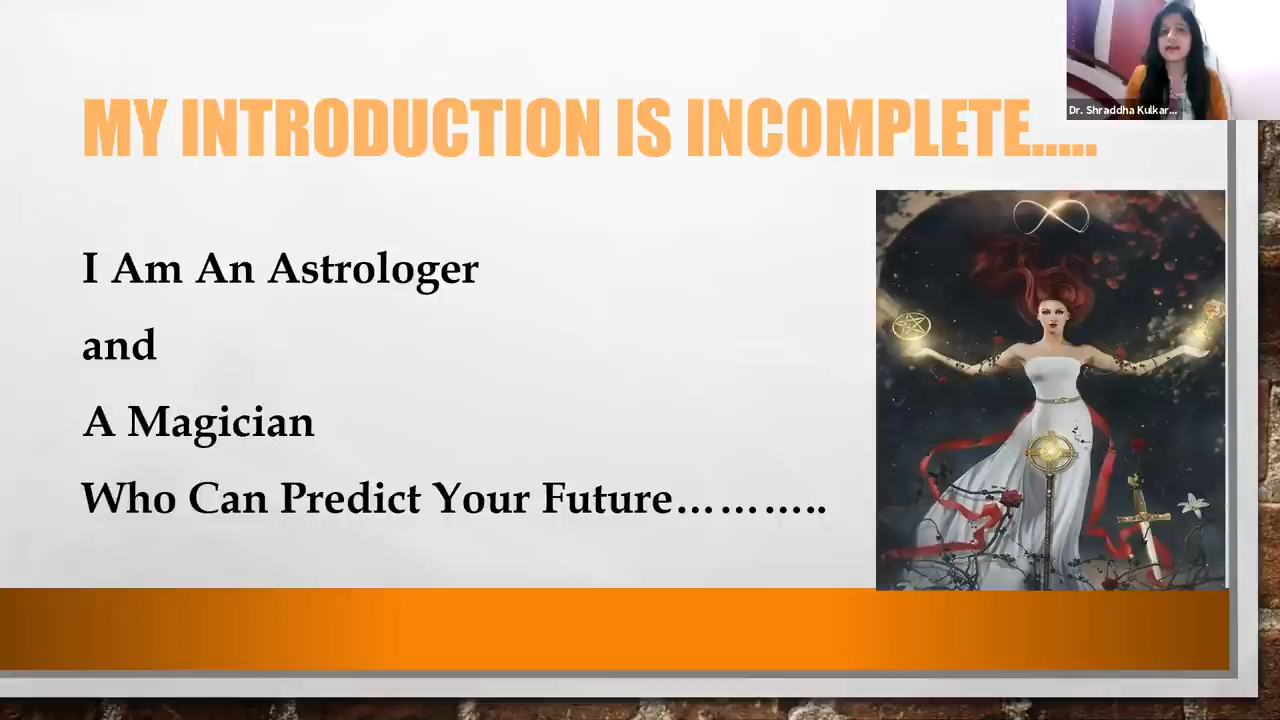 Dr. Shraddha Kulkar...
MY INTRODUCTION IS INCOMPLETE.....
I Am An Astrologer
and
A Magician
Who Can Predict Your Future………..